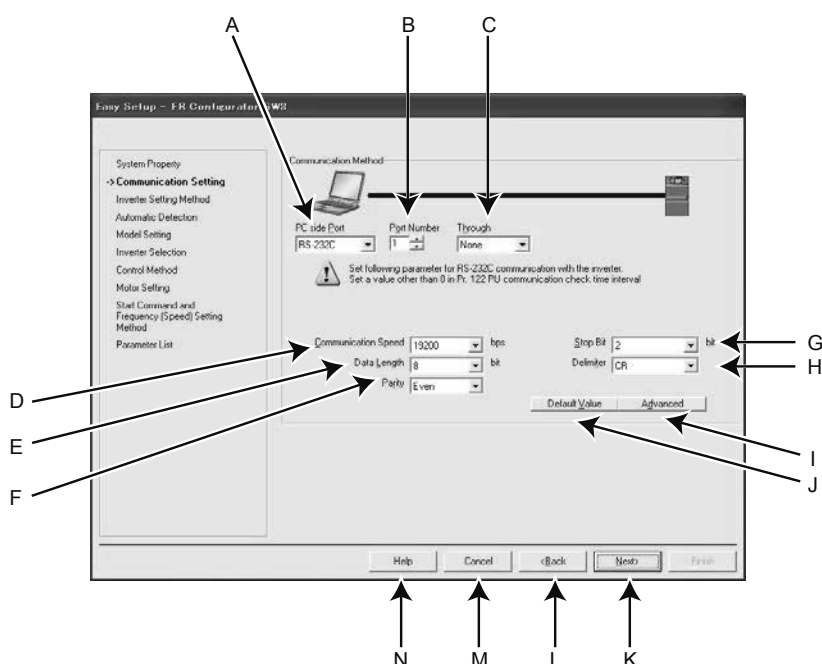 A B C
Easy Setup - FR Configurator SW3
System Property
-> Communication Setting
Inverter Setting Method
Automatic Detection
Model Setting
Inverter Selection
Control Method
Motor Setting
Start Command and
Frequency (Speed) Setting
Method
Parameter List
Communication Method
PC side Port Port Number Through
RS-232C 1 None
Set following parameter for RS-232C communication with the inverter.
Set a value other than 0 in Pr. 122 PU communication check time interval
Communication Speed 19200 bps Stop Bit 2 bit
Data Length 8 bit Delimiter CR
Parity Even
Default Value Advanced
G
H
D
E
F
I
J
Help Cancel <Back Next> Finish
N M L K